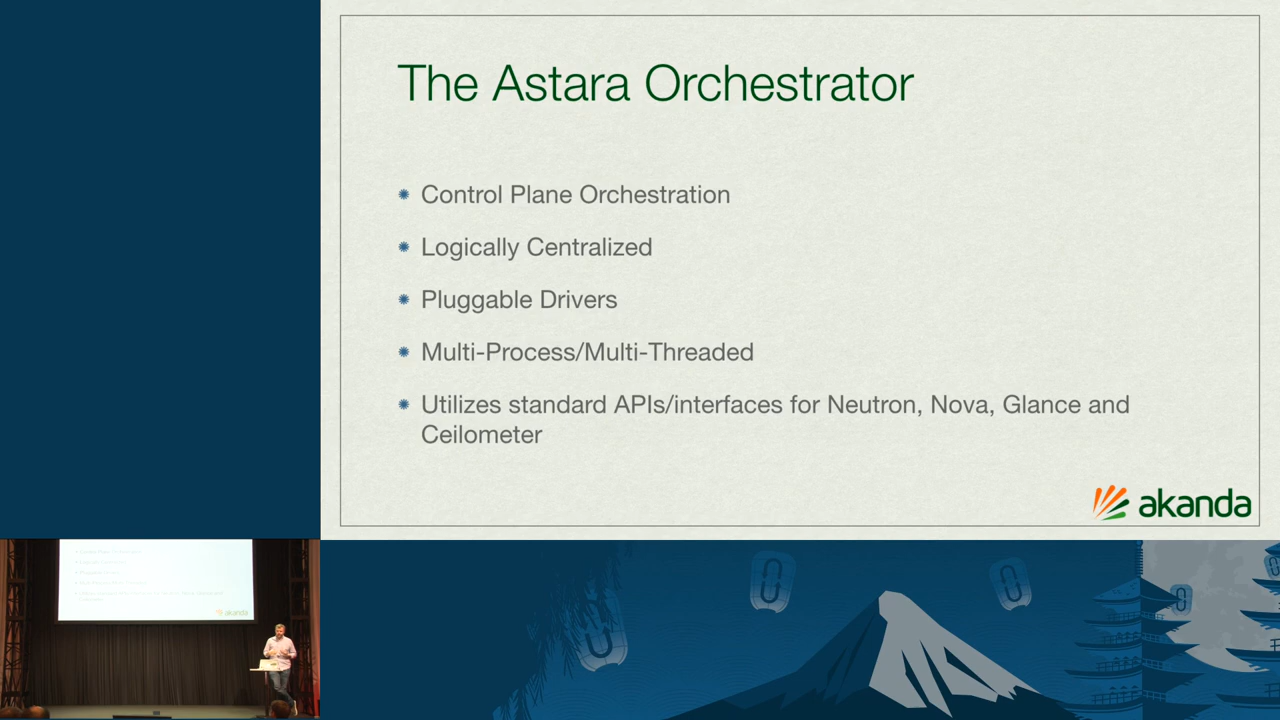 The Astara Orchestrator
Control Plane Orchestration
Logically Centralized
Pluggable Drivers
Multi-Process/Multi-Threaded
Utilizes standard APIs/interfaces for Neutron, Nova, Glance and
Ceilometer
akanda
akanda